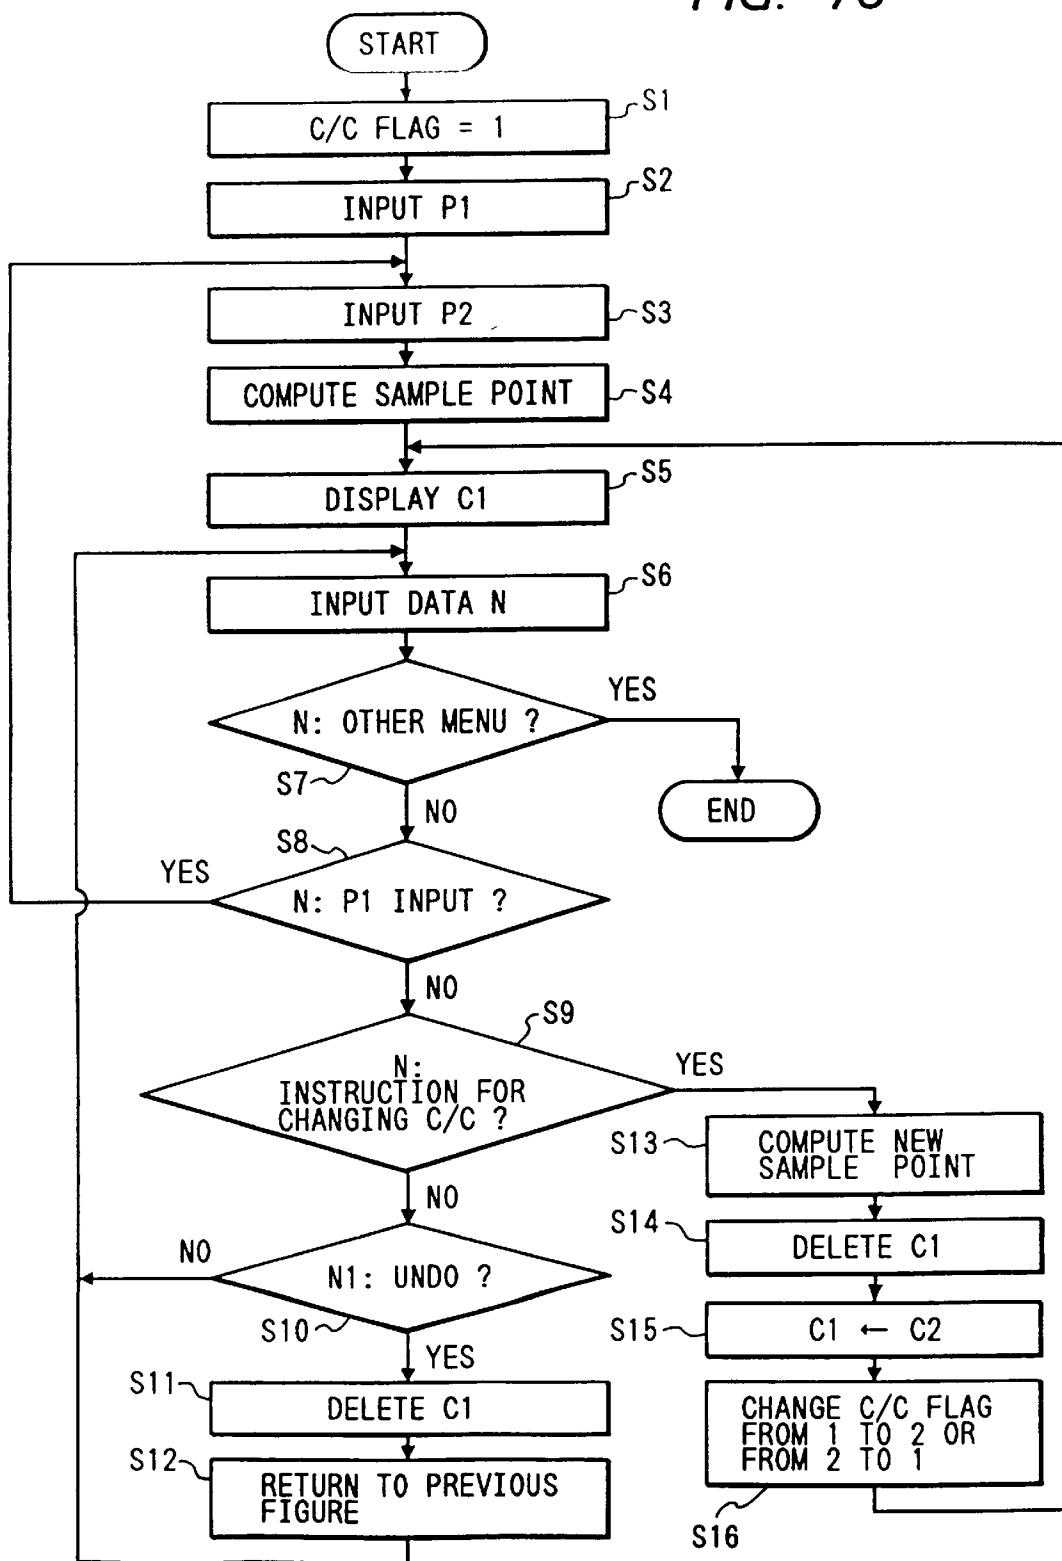 START
C/C FLAG = 1
S1
INPUT P1
S2
INPUT P2
S3
COMPUTE SAMPLE POINT
S4
DISPLAY C1
S5
INPUT DATA N
S6
N: OTHER MENU ?
YES
S7
NO
END
S8
YES
N: P1 INPUT ?
NO
S9
N:
INSTRUCTION FOR
CHANGING C/C ?
YES
NO
S13
COMPUTE NEW
SAMPLE POINT
S14
DELETE C1
S15
C1 ← C2
CHANGE C/C FLAG
FROM 1 TO 2 OR
FROM 2 TO 1
S16
NO
N1: UNDO ?
S10
YES
S11
DELETE C1
S12
RETURN TO PREVIOUS
FIGURE